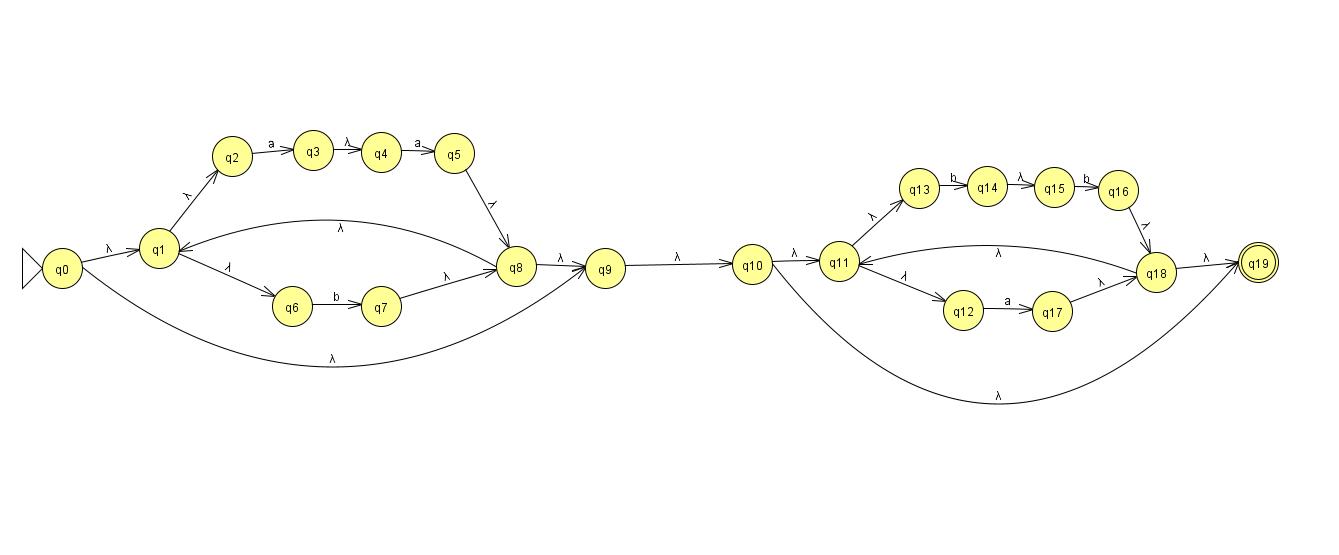 q2 a q3 λ q4 a q5
λ λ
q0 λ q1 λ q8 λ q9 λ q10
λ q6 b q7 λ
λ
q13 b q14 λ q15 b q16
λ λ
λ q11 λ q18 λ q19
λ q12 a q17 λ
λ